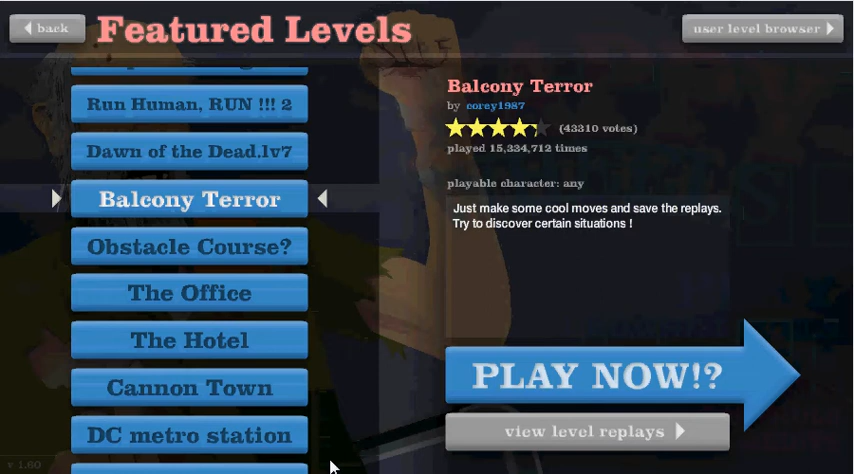 back
Featured Levels
user level browser
Run Human, RUN !!! 2
Dawn of the Dead.lv7
Balcony Terror
Obstacle Course?
The Office
The Hotel
Cannon Town
DC metro station
Balcony Terror
by corey1987
(43310 votes)
played 15,334,712 times
playable character: any
Just make some cool moves and save the replays.
Try to discover certain situations !
PLAY NOW!?
view level replays
v 1.60